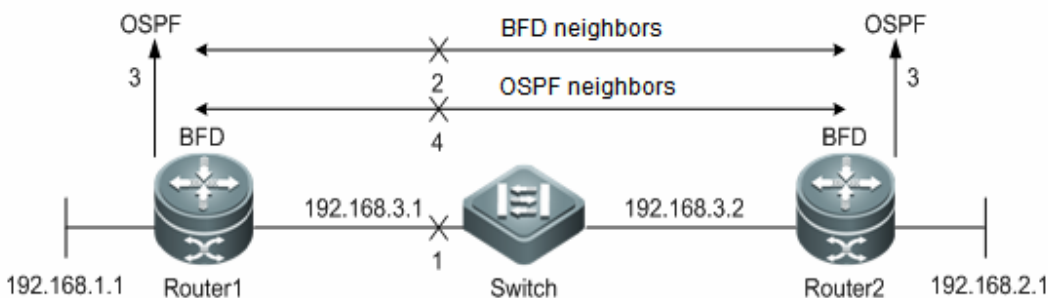 OSPF BFD neighbors OSPF
3 2 3
OSPF neighbors
BFD 4 BFD
192.168.3.1 192.168.3.2
1
192.168.1.1 Router1 Switch Router2 192.168.2.1